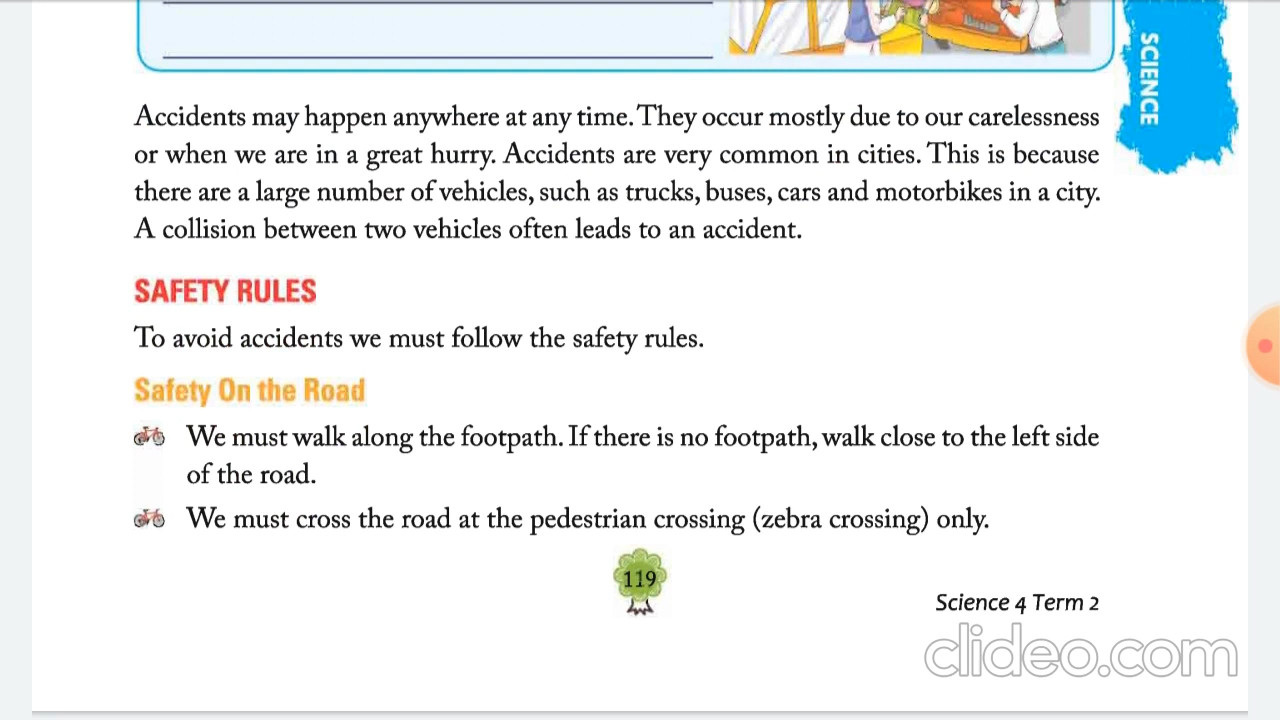 SCIENCE
Accidents may happen anywhere at any time. They occur mostly due to our carelessness
or when we are in a great hurry. Accidents are very common in cities. This is because
there are a large number of vehicles, such as trucks, buses, cars and motorbikes in a city.
A collision between two vehicles often leads to an accident.
SAFETY RULES
To avoid accidents we must follow the safety rules.
Safety On the Road
We must walk along the footpath. If there is no footpath, walk close to the left side
of the road.
We must cross the road at the pedestrian crossing (zebra crossing) only.
119
Science 4 Term 2
clideo.com